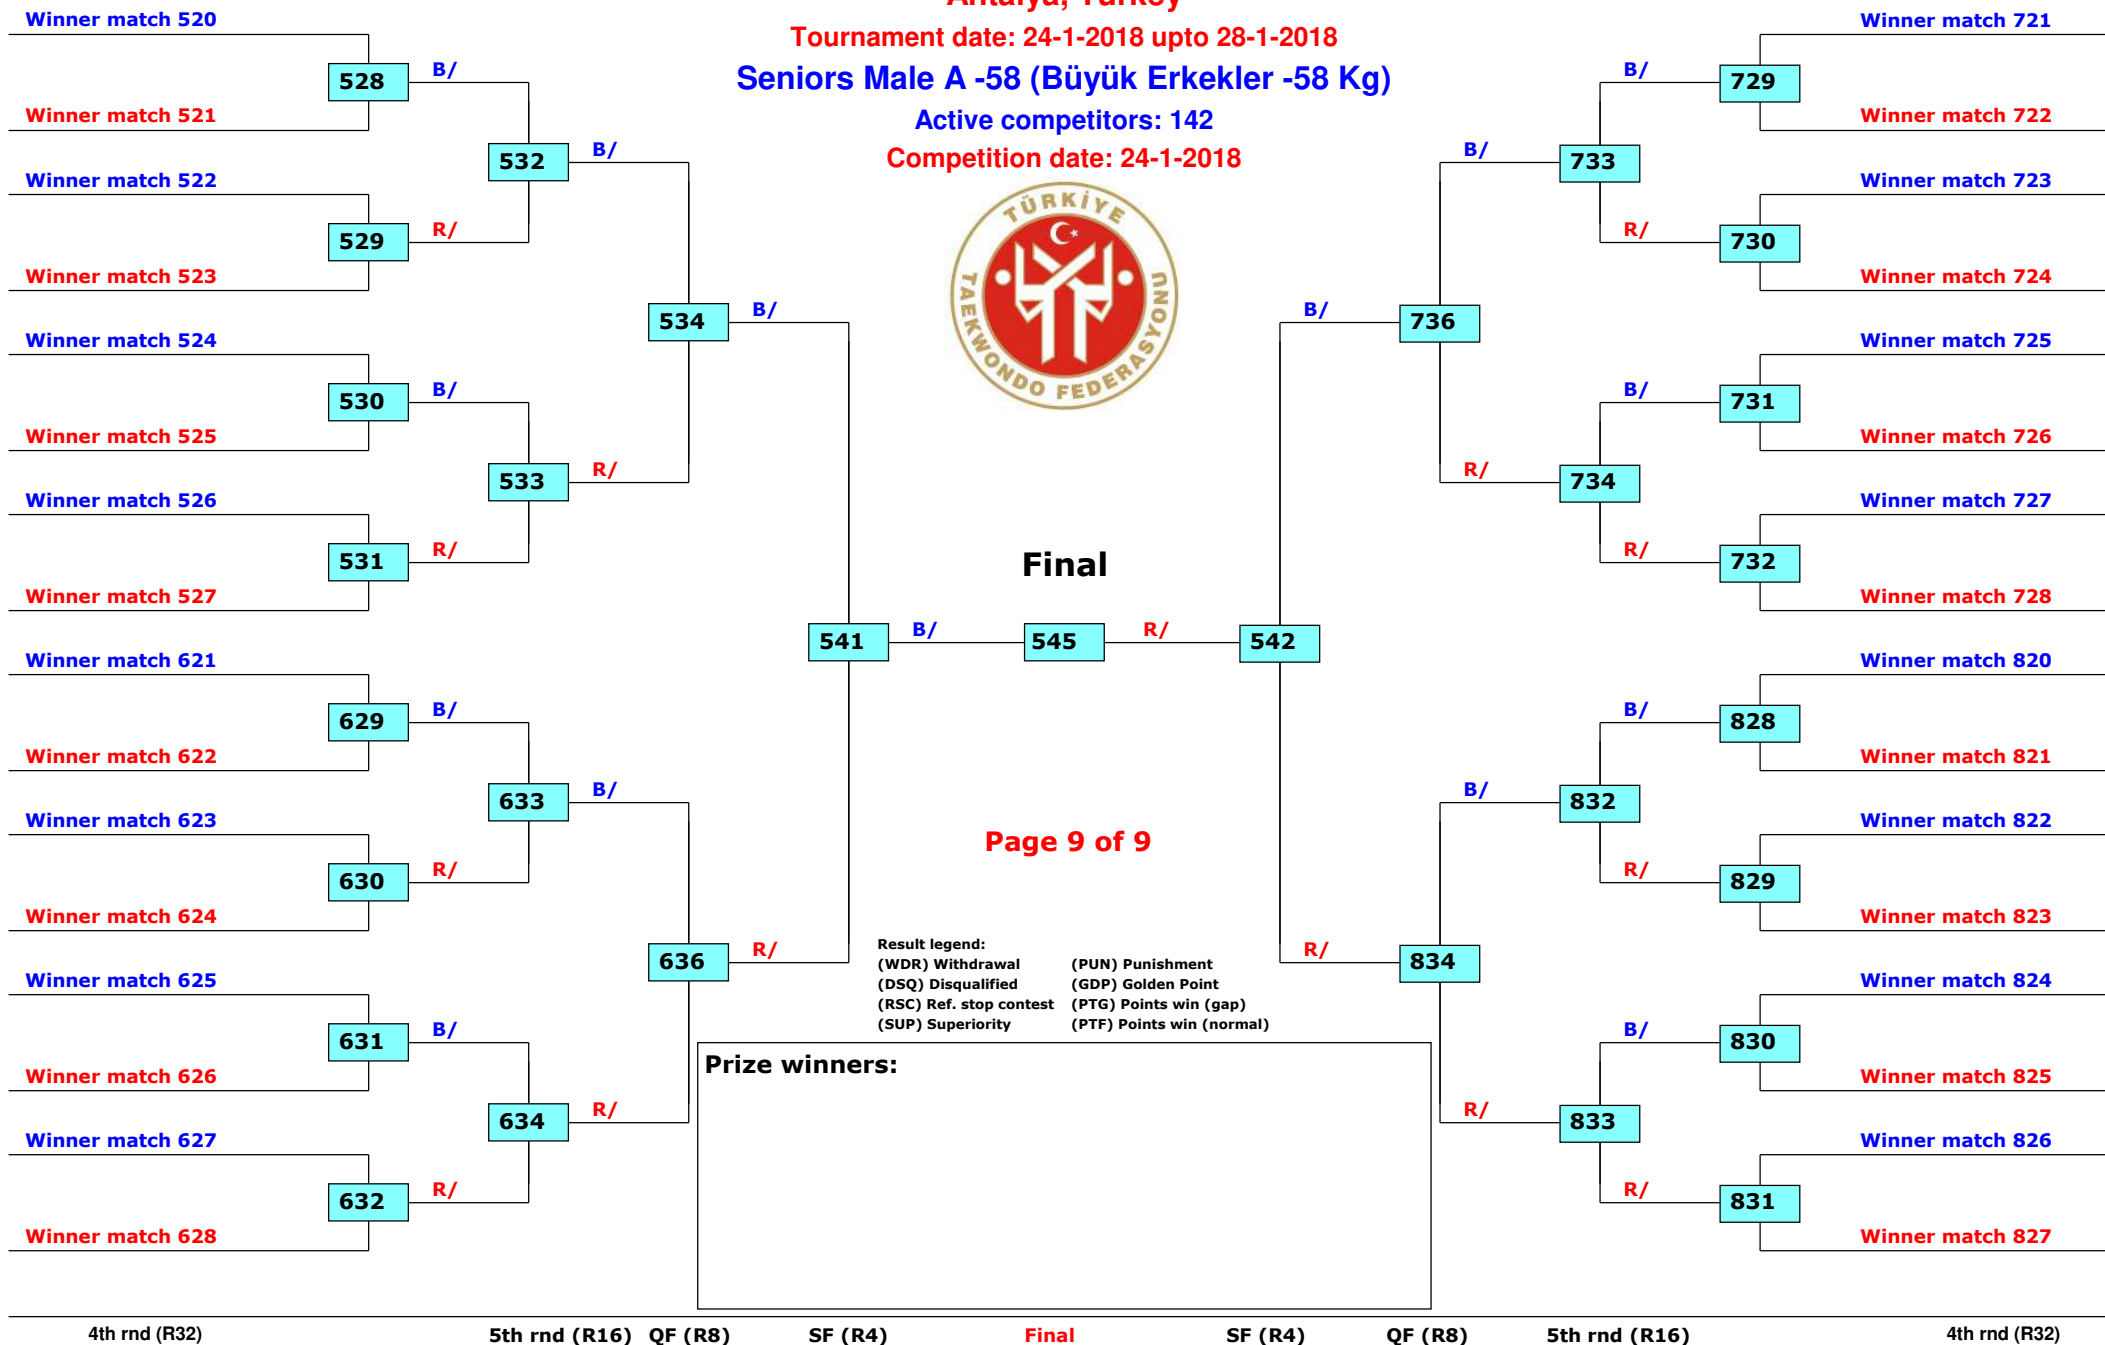 Antalya, Turkey
Tournament date: 24-1-2018 upto 28-1-2018
Seniors Male A -58 (Büyük Erkekler -58 Kg)
Active competitors: 142
Competition date: 24-1-2018
TÜRKİYE
TAEKWONDO FEDERASYONU
Winner match 520
528
B/
Winner match 521
532
B/
Winner match 522
529
R/
Winner match 523
534
B/
Winner match 524
530
B/
Winner match 525
533
R/
Winner match 526
531
R/
Winner match 527
541
B/
Winner match 621
629
B/
Winner match 622
633
B/
Winner match 623
630
R/
Winner match 624
636
R/
Winner match 625
631
B/
Winner match 626
634
R/
Winner match 627
632
R/
Winner match 628
Final
545
Winner match 721
B/
729
Winner match 722
B/
733
Winner match 723
R/
730
Winner match 724
B/
736
Winner match 725
B/
731
Winner match 726
R/
734
Winner match 727
R/
732
Winner match 728
R/
542
Winner match 820
B/
828
Winner match 821
B/
832
Winner match 822
R/
829
Winner match 823
R/
834
Winner match 824
B/
830
Winner match 825
R/
833
Winner match 826
R/
831
Winner match 827
Page 9 of 9
Result legend:
(WDR) Withdrawal (PUN) Punishment
(DSQ) Disqualified (GDP) Golden Point
(RSC) Ref. stop contest (PTG) Points win (gap)
(SUP) Superiority (PTF) Points win (normal)
Prize winners:
4th rnd (R32) 5th rnd (R16) QF (R8) SF (R4) Final SF (R4) QF (R8) 5th rnd (R16) 4th rnd (R32)